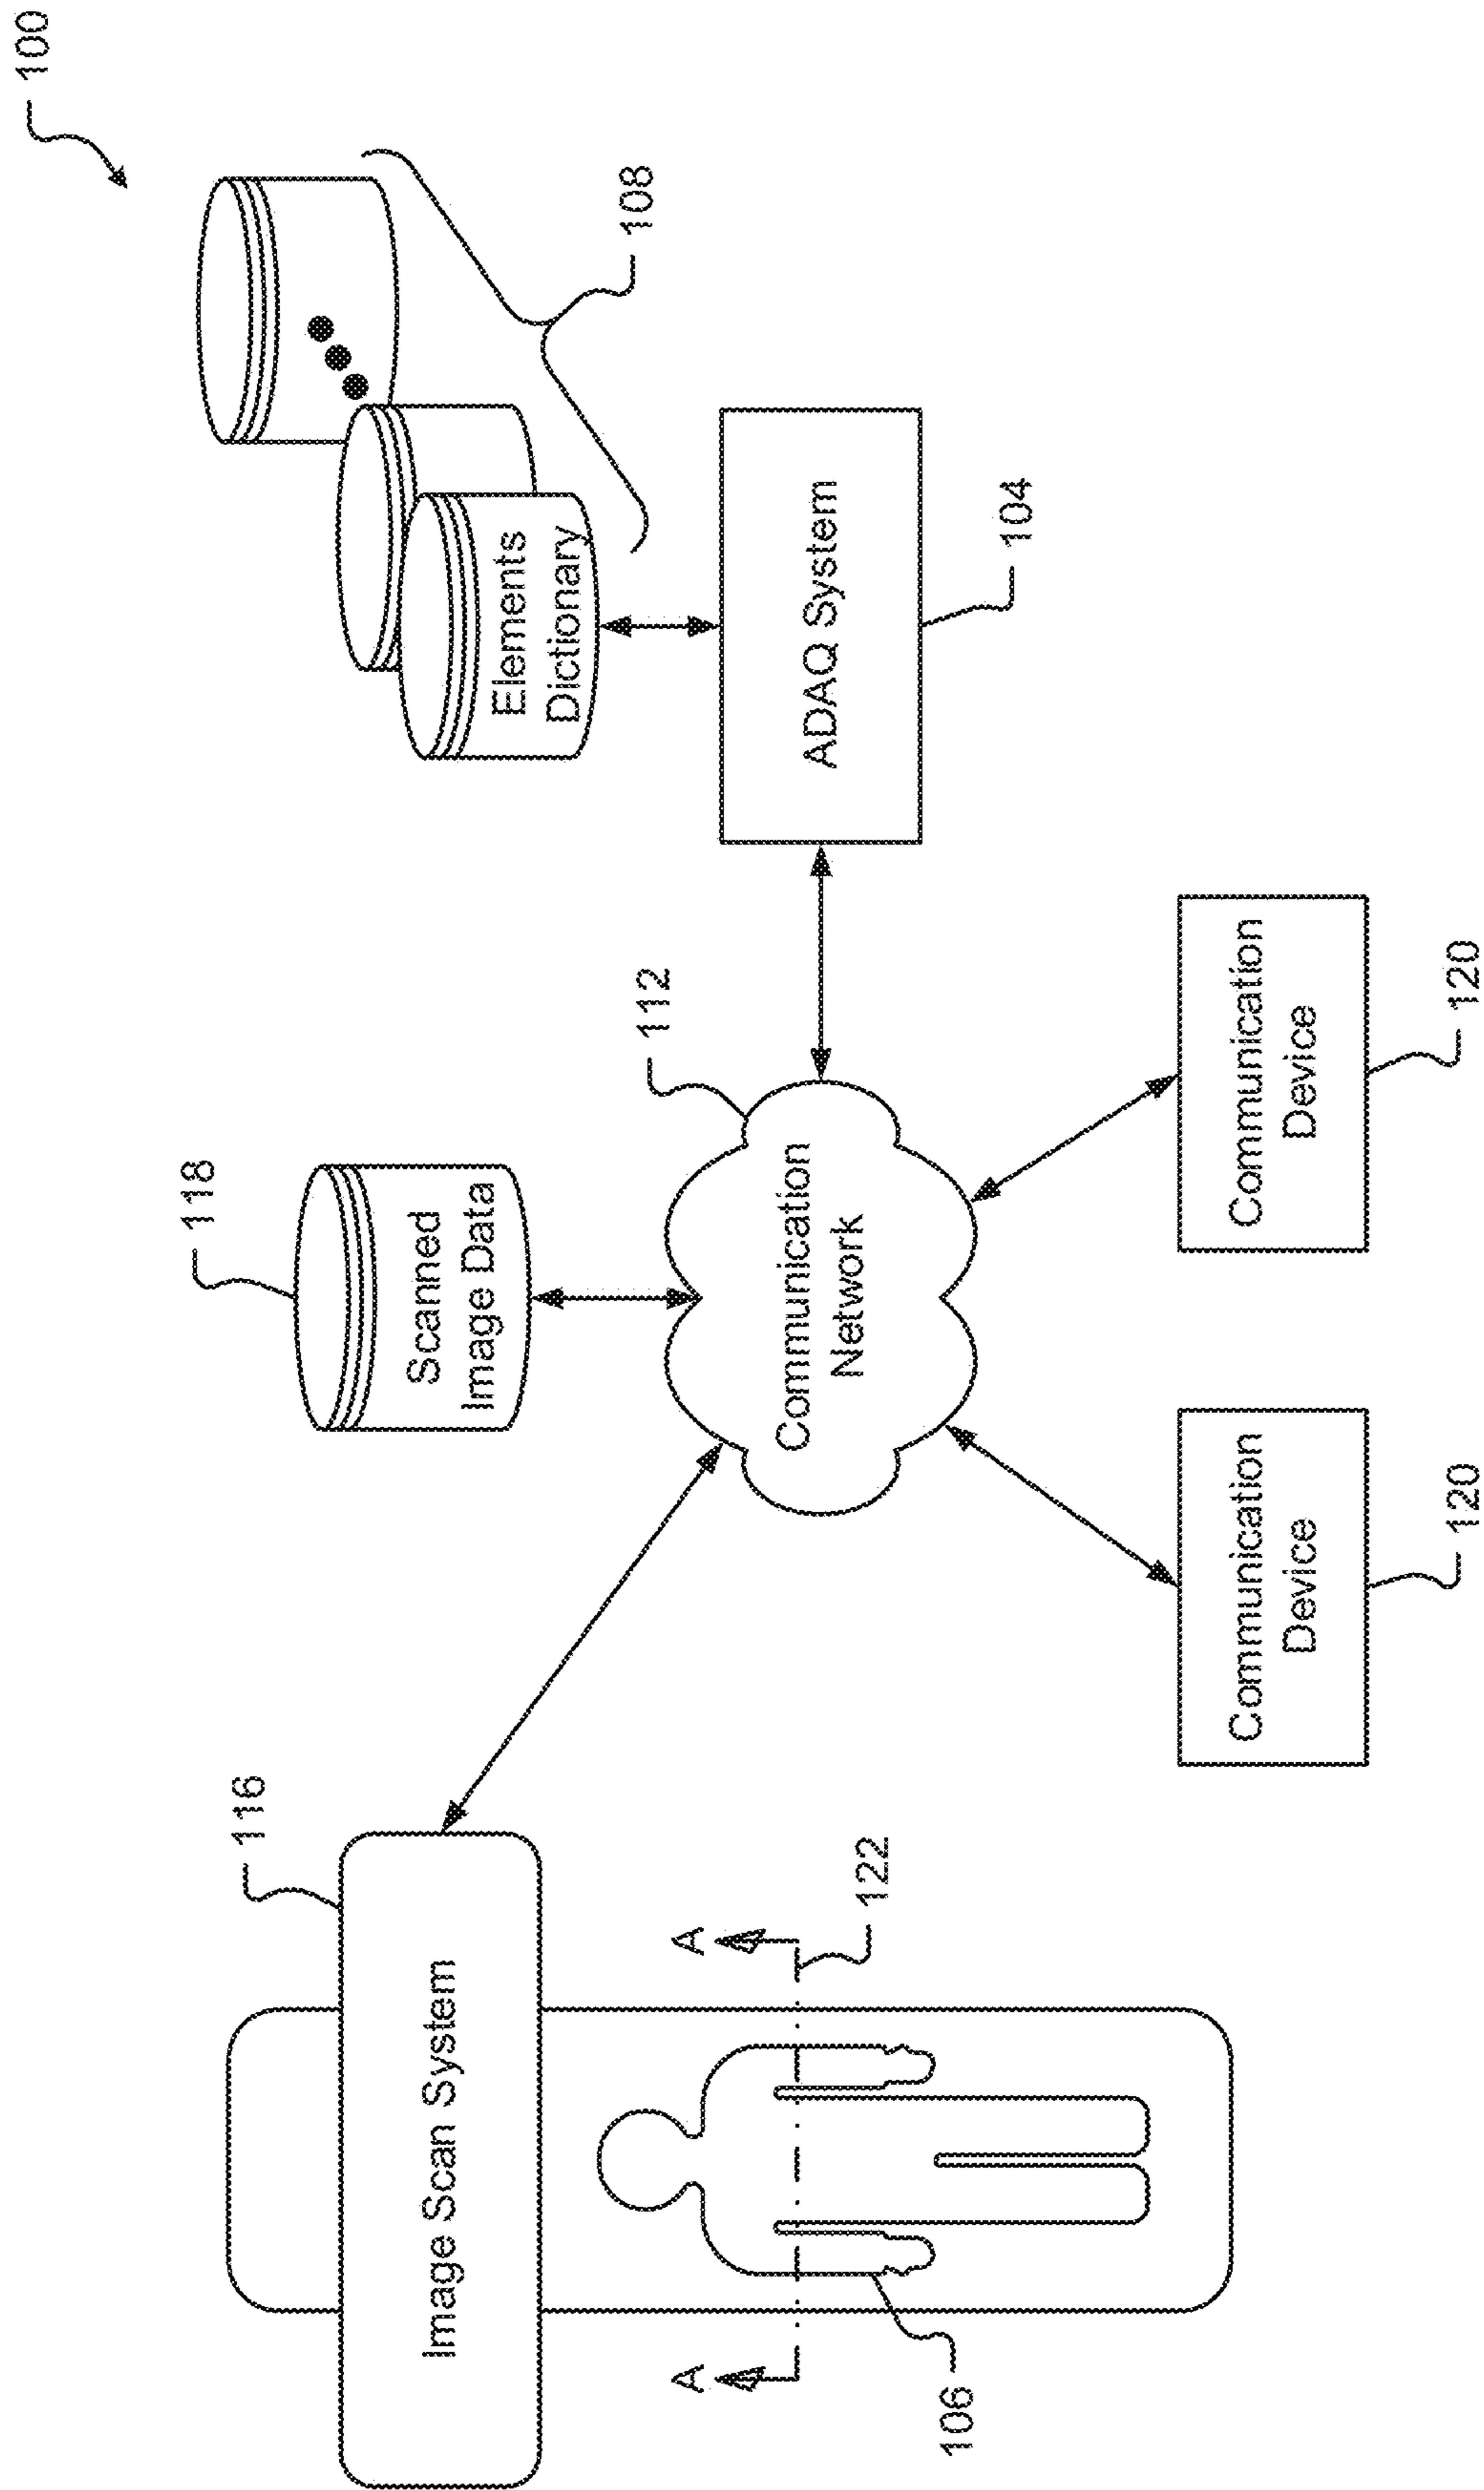 100
108
Elements
Dictionary
ADAQ System
104
118
Scanned
Image Data
112
Communication
Network
Communication
Device
120
Communication
Device
120
116
Image Scan System
A
A
122
106